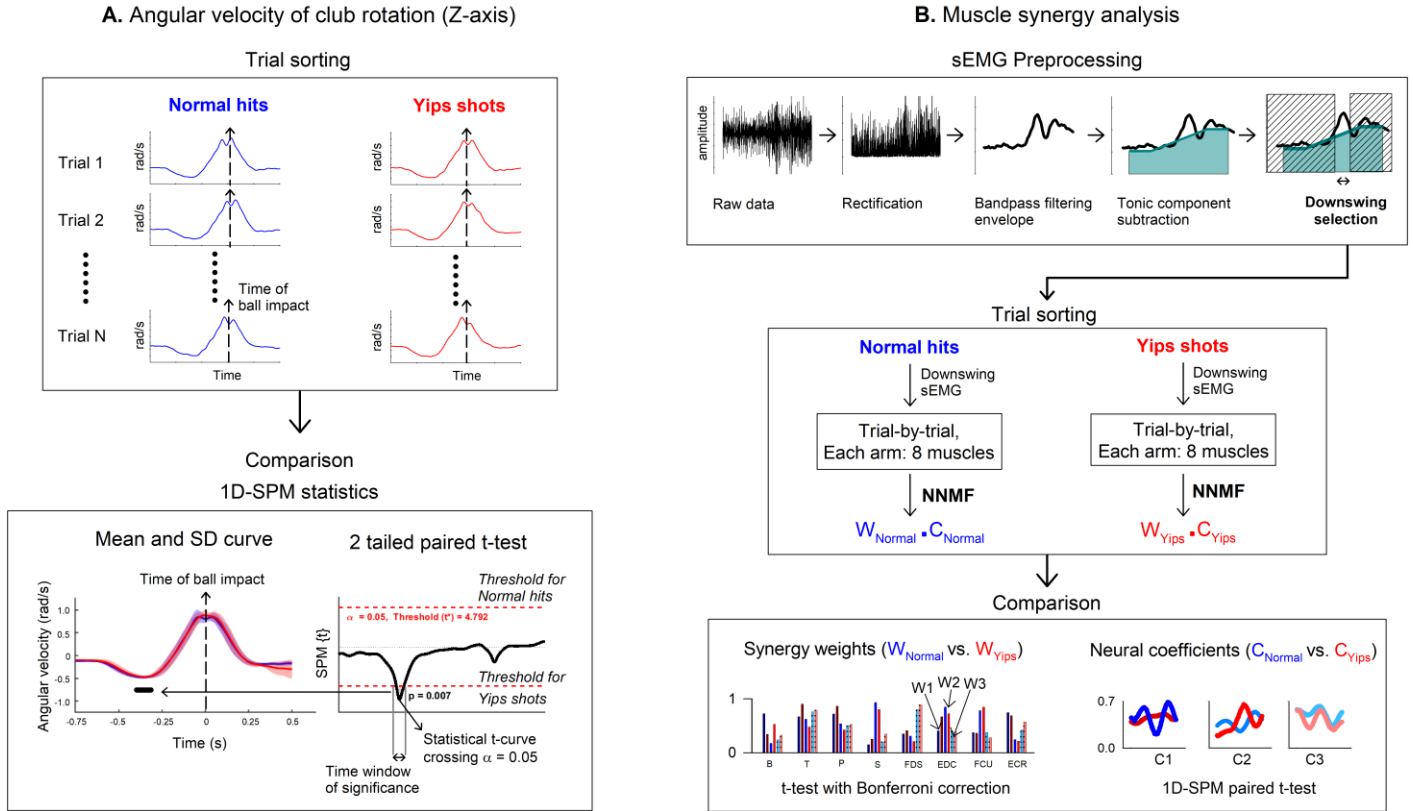 A. Angular velocity of club rotation (Z-axis)
Trial sorting
Normal hits
Yips shots
Trial 1
rad/s
rad/s
Trial 2
rad/s
rad/s
Time of
ball impact
Trial N
rad/s
rad/s
Time
Time
Comparison
1D-SPM statistics
Mean and SD curve
2 tailed paired t-test
Time of ball impact
Angular velocity (rad/s)
1.0
0.5
0
-0.5
-1.0
-0.75
-0.5
-0.25
0
0.25
0.5
Time (s)
Threshold for
Normal hits
α = 0.05, Threshold (t*) = 4.792
SPM {t}
Threshold for
Yips shots
p = 0.007
Statistical t-curve
crossing α = 0.05
Time window
of significance
B. Muscle synergy analysis
sEMG Preprocessing
amplitude
Raw data
Rectification
Bandpass filtering
envelope
Tonic component
subtraction
Downswing
selection
Trial sorting
Normal hits
Yips shots
Downswing
sEMG
Downswing
sEMG
Trial-by-trial,
Each arm: 8 muscles
Trial-by-trial,
Each arm: 8 muscles
NNMF
NNMF
WNormal ▪ CNormal
WYips ▪ CYips
Comparison
Synergy weights (WNormal vs. WYips)
W1
W2
W3
1
0
B T P S FDS EDC FCU ECR
t-test with Bonferroni correction
Neural coefficients (CNormal vs. CYips)
0.7
0.0
C1 C2 C3
1D-SPM paired t-test